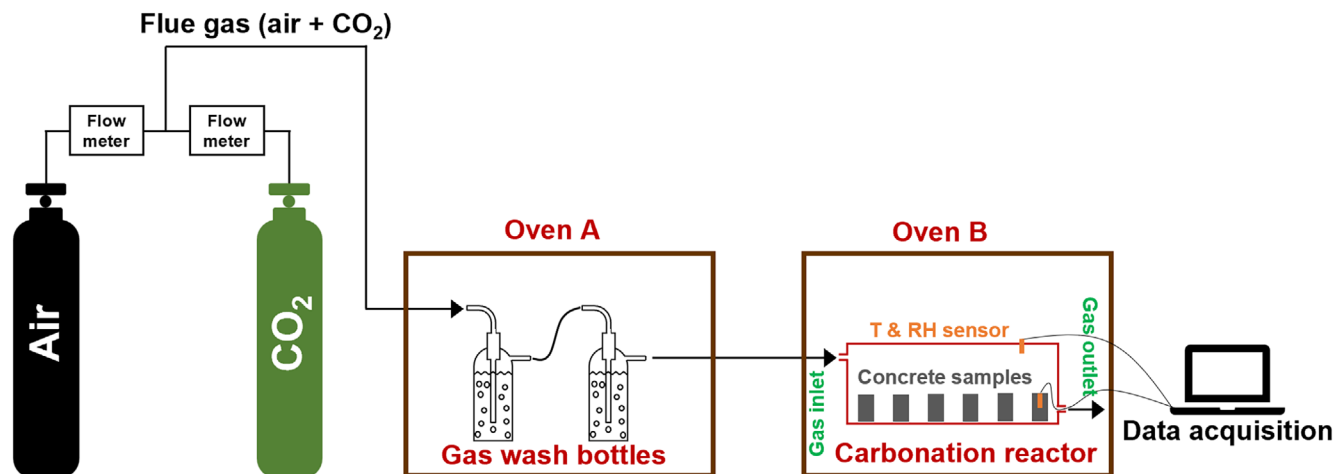 Flue gas (air + CO₂)
Flow
meter
Flow
meter
Air
CO₂
Oven A
Gas wash bottles
Oven B
T & RH sensor
Concrete samples
Gas inlet
Gas outlet
Carbonation reactor
Data acquisition